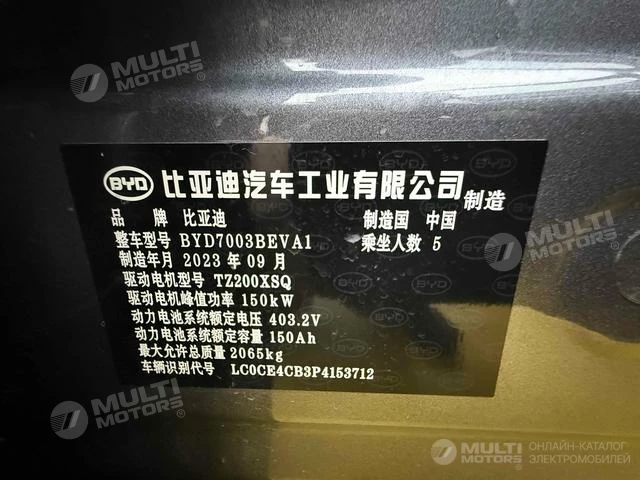 MULTI MOTORS
MULTI MOTORS
BYD 比亚迪汽车工业有限公司 制造
品 牌 比亚迪 制造国 中国
整车型号 BYD7003BEVA1 乘坐人数 5
制造年月 2023 年 09 月
驱动电机型号 TZ200XSQ
驱动电机峰值功率 150kW
动力电池系统额定电压 403.2V
动力电池系统额定容量 150Ah
最大允许总质量 2065kg
车辆识别代号 LC0CE4CB3P4153712
MULTI MOTORS
MULTI MOTORS
MULTI MOTORS ОНЛАЙН-КАТАЛОГ
ЭЛЕКТРОМОБИЛЕЙ